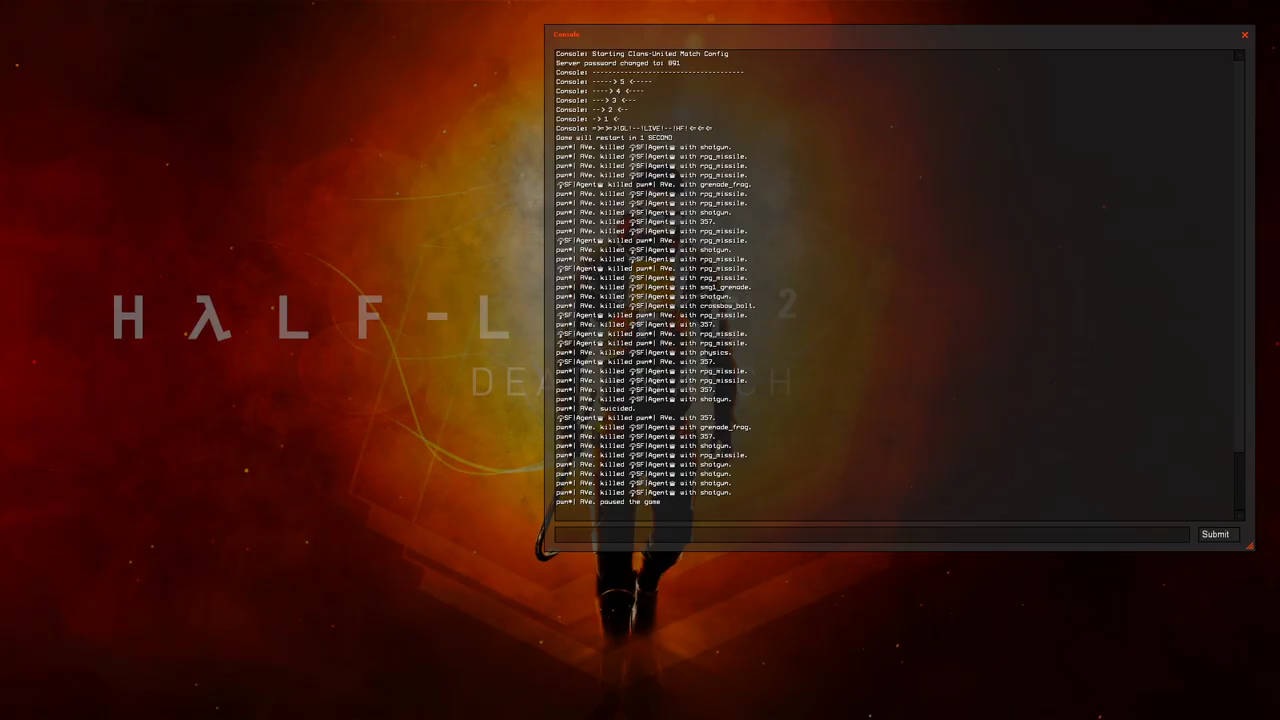 Console
Console: Starting Clans-United Match Config
Server password changed to: 891
Console: --------------------------------------
Console: -----> 5 <-----
Console: ----> 4 <----
Console: ---> 3 <---
Console: --> 2 <--
Console: -> 1 <-
Console: =>=>=>!GL!--!LIVE!--!HF!<=<=<=
Game will restart in 1 SECOND
pwn*| AVe. killed SF|Agent♛ with shotgun.
pwn*| AVe. killed SF|Agent♛ with rpg_missile.
pwn*| AVe. killed SF|Agent♛ with rpg_missile.
pwn*| AVe. killed SF|Agent♛ with rpg_missile.
SF|Agent♛ killed pwn*| AVe. with grenade_frag.
pwn*| AVe. killed SF|Agent♛ with rpg_missile.
pwn*| AVe. killed SF|Agent♛ with rpg_missile.
pwn*| AVe. killed SF|Agent♛ with shotgun.
pwn*| AVe. killed SF|Agent♛ with 357.
pwn*| AVe. killed SF|Agent♛ with rpg_missile.
SF|Agent♛ killed pwn*| AVe. with rpg_missile.
pwn*| AVe. killed SF|Agent♛ with shotgun.
pwn*| AVe. killed SF|Agent♛ with rpg_missile.
SF|Agent♛ killed pwn*| AVe. with rpg_missile.
pwn*| AVe. killed SF|Agent♛ with rpg_missile.
pwn*| AVe. killed SF|Agent♛ with smg1_grenade.
pwn*| AVe. killed SF|Agent♛ with shotgun.
pwn*| AVe. killed SF|Agent♛ with crossbow_bolt.
pwn*| AVe. killed SF|Agent♛ with rpg_missile.
pwn*| AVe. killed SF|Agent♛ with 357.
pwn*| AVe. killed SF|Agent♛ with rpg_missile.
SF|Agent♛ killed pwn*| AVe. with rpg_missile.
pwn*| AVe. killed SF|Agent♛ with physics.
SF|Agent♛ killed pwn*| AVe. with 357.
pwn*| AVe. killed SF|Agent♛ with rpg_missile.
pwn*| AVe. killed SF|Agent♛ with rpg_missile.
pwn*| AVe. killed SF|Agent♛ with 357.
pwn*| AVe. killed SF|Agent♛ with shotgun.
pwn*| AVe. suicided.
SF|Agent♛ killed pwn*| AVe. with 357.
pwn*| AVe. killed SF|Agent♛ with grenade_frag.
pwn*| AVe. killed SF|Agent♛ with 357.
pwn*| AVe. killed SF|Agent♛ with shotgun.
pwn*| AVe. killed SF|Agent♛ with rpg_missile.
pwn*| AVe. killed SF|Agent♛ with shotgun.
pwn*| AVe. killed SF|Agent♛ with shotgun.
pwn*| AVe. killed SF|Agent♛ with shotgun.
pwn*| AVe. killed SF|Agent♛ with shotgun.
pwn*| AVe. paused the game
Submit
HλLF-L 2
DEA CH